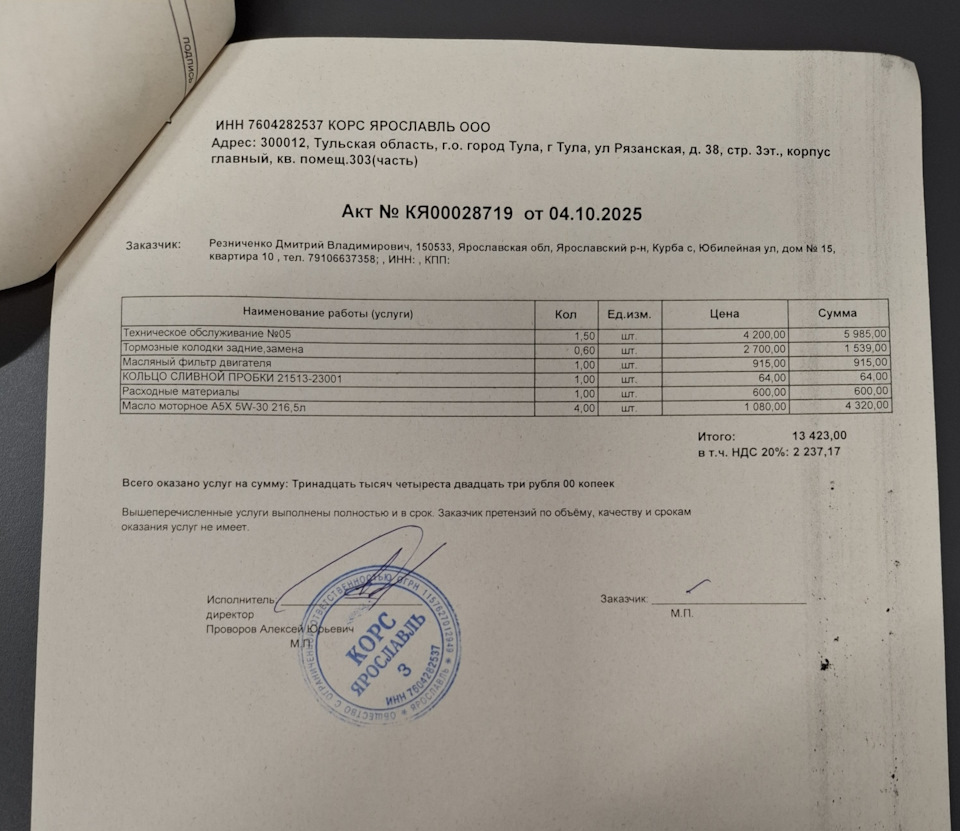 подпись
ИНН 7604282537 КОРС ЯРОСЛАВЛЬ ООО
Адрес: 300012, Тульская область, г.о. город Тула, г Тула, ул Рязанская, д. 38, стр. 3эт., корпус
главный, кв. помещ.303(часть)
Акт № КЯ00028719 от 04.10.2025
Заказчик: Резниченко Дмитрий Владимирович, 150533, Ярославская обл, Ярославский р-н, Курба с, Юбилейная ул, дом № 15,
квартира 10 , тел. 79106637358; , ИНН: , КПП:
Наименование работы (услуги) Кол Ед.изм. Цена Сумма
Техническое обслуживание №05 1,50 шт. 4 200,00 5 985,00
Тормозные колодки задние,замена 0,60 шт. 2 700,00 1 539,00
Масляный фильтр двигателя 1,00 шт. 915,00 915,00
КОЛЬЦО СЛИВНОЙ ПРОБКИ 21513-23001 1,00 шт. 64,00 64,00
Расходные материалы 1,00 шт. 600,00 600,00
Масло моторное A5X 5W-30 216,5л 4,00 шт. 1 080,00 4 320,00
Итого: 13 423,00
в т.ч. НДС 20%: 2 237,17
Всего оказано услуг на сумму: Тринадцать тысяч четыреста двадцать три рубля 00 копеек
Вышеперечисленные услуги выполнены полностью и в срок. Заказчик претензий по объёму, качеству и срокам
оказания услуг не имеет.
Исполнитель: Заказчик:
директор М.П.
Проворов Алексей Юрьевич
М.П.
ОБЩЕСТВО С ОГРАНИЧЕННОЙ ОТВЕТСТВЕННОСТЬЮ ОГРН 1157627012949 * ЯРОСЛАВЛЬ *
КОРС
ЯРОСЛАВЛЬ
3
ИНН 7604282537